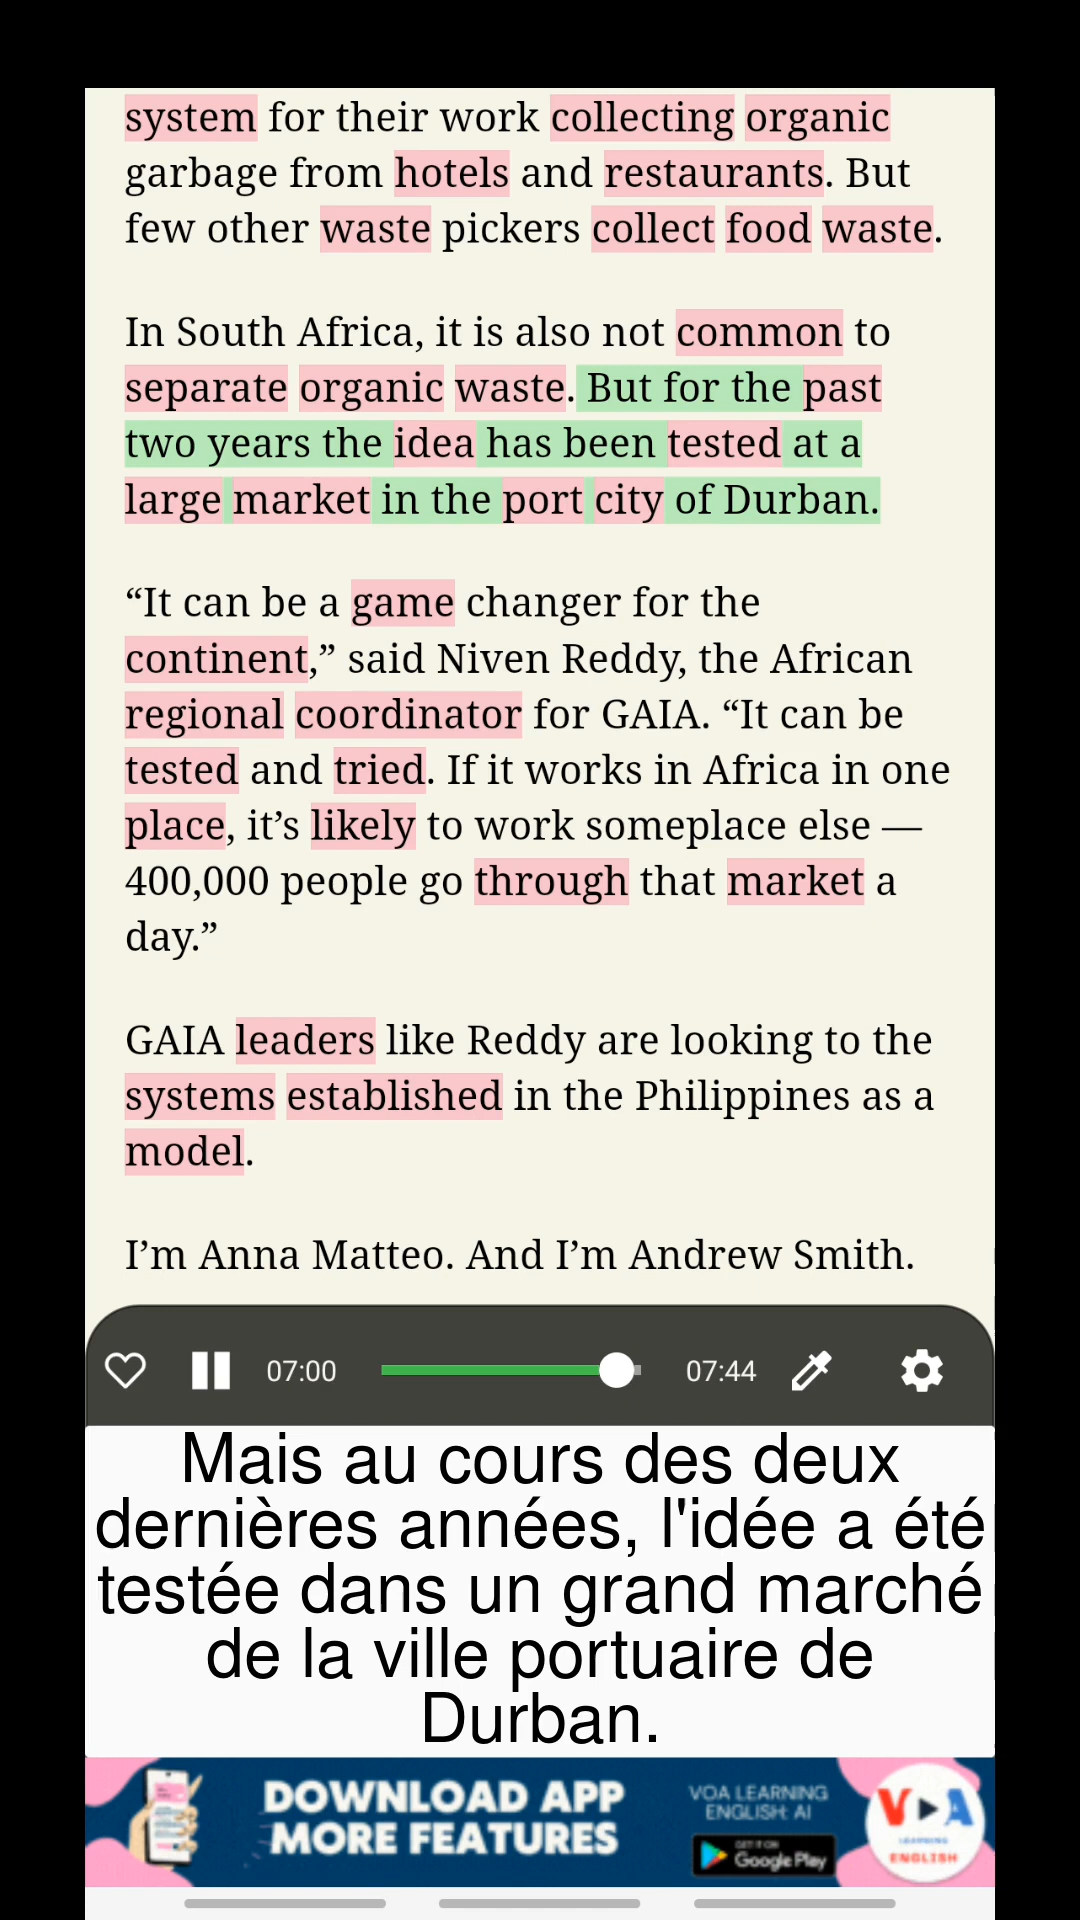 system for their work collecting organic
garbage from hotels and restaurants. But
few other waste pickers collect food waste.
In South Africa, it is also not common to
separate organic waste. But for the past
two years the idea has been tested at a
large market in the port city of Durban.
“It can be a game changer for the
continent,” said Niven Reddy, the African
regional coordinator for GAIA. “It can be
tested and tried. If it works in Africa in one
place, it’s likely to work someplace else —
400,000 people go through that market a
day.”
GAIA leaders like Reddy are looking to the
systems established in the Philippines as a
model.
I’m Anna Matteo. And I’m Andrew Smith.
07:00 07:44
Mais au cours des deux
dernières années, l'idée a été
testée dans un grand marché
de la ville portuaire de
Durban.
DOWNLOAD APP
MORE FEATURES
VOA LEARNING
ENGLISH: AI
GET IT ON
Google Play
VOA
LEARNING
ENGLISH